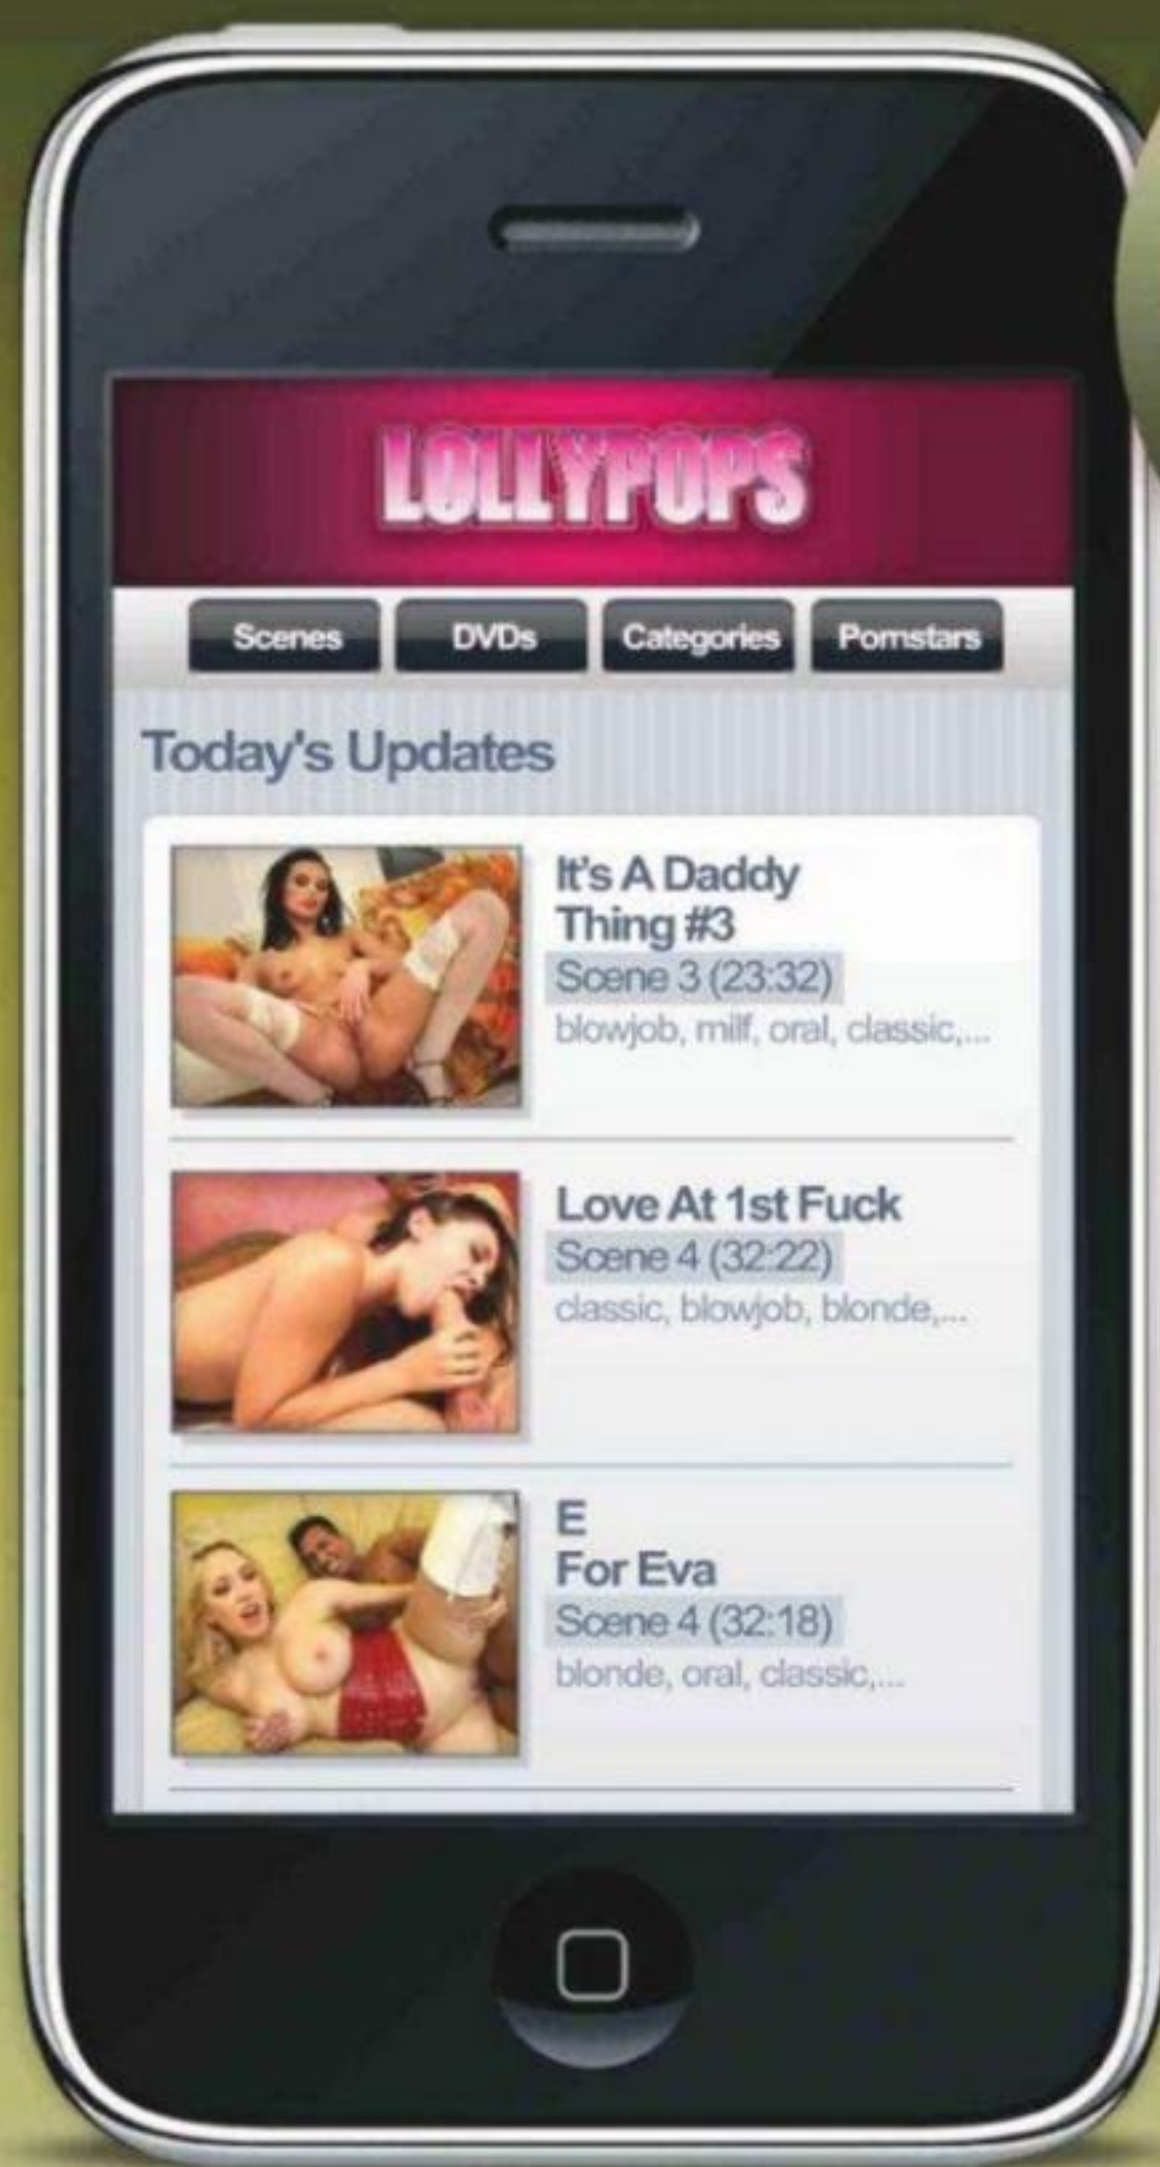 LOLLYPOPS
Scenes
DVDs
Categories
Pornstars
Today's Updates
It's A Daddy
Thing #3
Scene 3 (23:32)
blowjob, milf, oral, classic,...
Love At 1st Fuck
Scene 4 (32:22)
classic, blowjob, blonde,...
E
For Eva
Scene 4 (32:18)
blonde, oral, classic,...